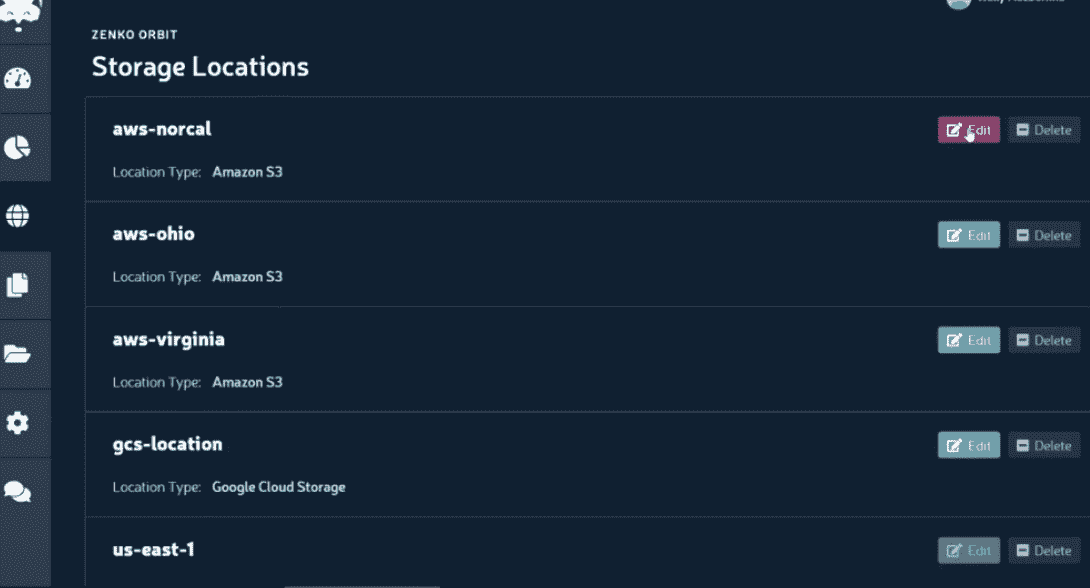 ZENKO ORBIT
Storage Locations
aws-norcal
Edit
Delete
Location Type: Amazon S3
aws-ohio
Edit
Delete
Location Type: Amazon S3
aws-virginia
Edit
Delete
Location Type: Amazon S3
gcs-location
Edit
Delete
Location Type: Google Cloud Storage
us-east-1
Edit
Delete